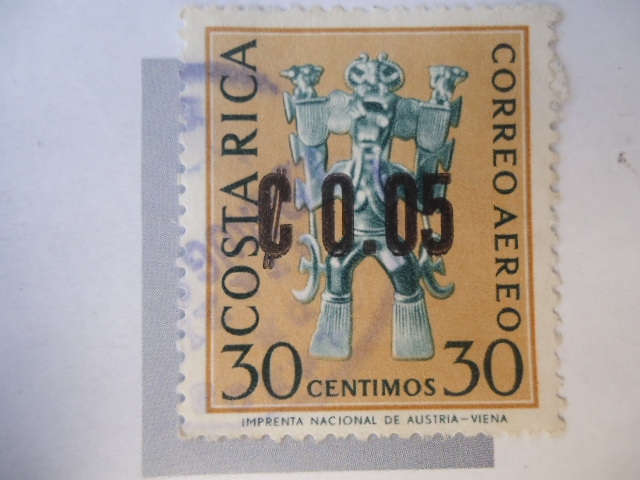 COSTA RICA
CORREO AEREO
₡ 0.05
30 CENTIMOS 30
IMPRENTA NACIONAL DE AUSTRIA-VIENA